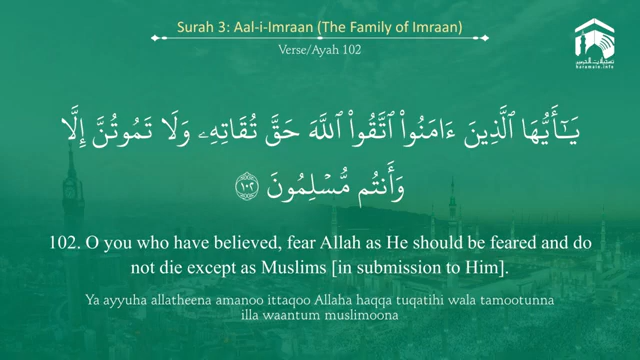 Surah 3: Aal-i-Imraan (The Family of Imraan)
Verse/Ayah 102
haramain.info
يَـٰٓأَيُّهَا ٱلَّذِينَ ءَامَنُوا۟ ٱتَّقُوا۟ ٱللَّهَ حَقَّ تُقَاتِهِۦ وَلَا تَمُوتُنَّ إِلَّا
وَأَنتُم مُّسْلِمُونَ ١٠٢
102. O you who have believed, fear Allah as He should be feared and do
not die except as Muslims [in submission to Him].
Ya ayyuha allatheena amanoo ittaqoo Allaha haqqa tuqatihi wala tamootunna
illa waantum muslimoona